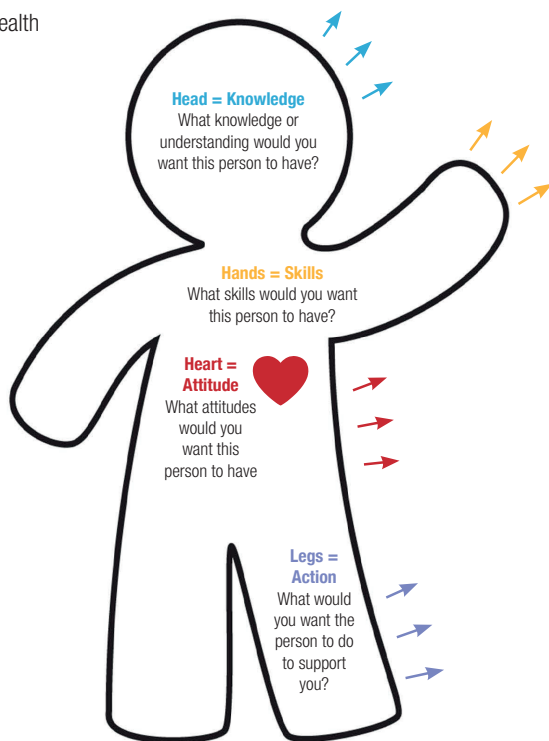 ealth
Head = Knowledge
What knowledge or
understanding would you
want this person to have?
Hands = Skills
What skills would you want
this person to have?
Heart =
Attitude
What attitudes
would you
want this
person to have
Legs =
Action
What would
you want the
person to do
to support
you?